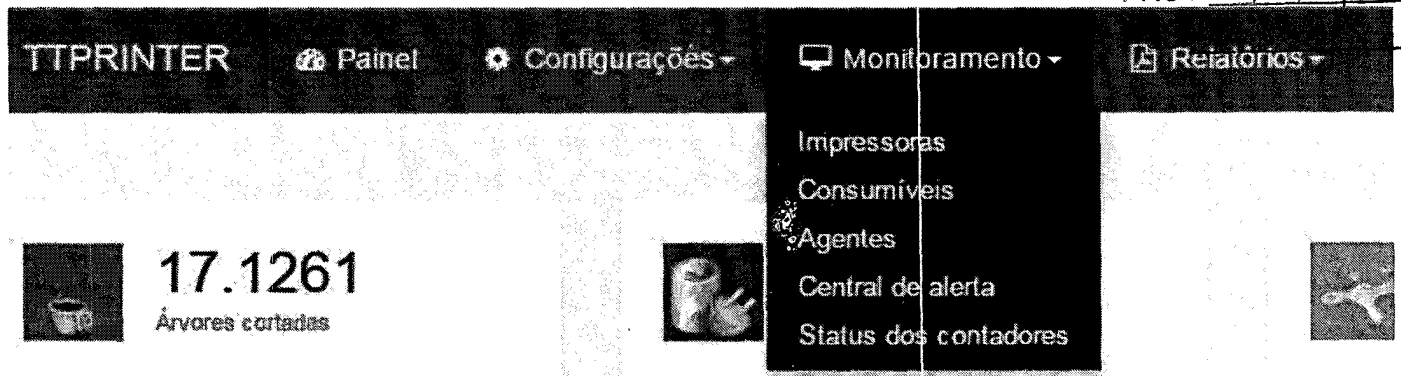 TTPRINTER Painel Configurações Monitoramento Relatórios
Impressoras
Consumíveis
Agentes
Central de alerta
Status dos contadores
17.1261
Árvores cortadas